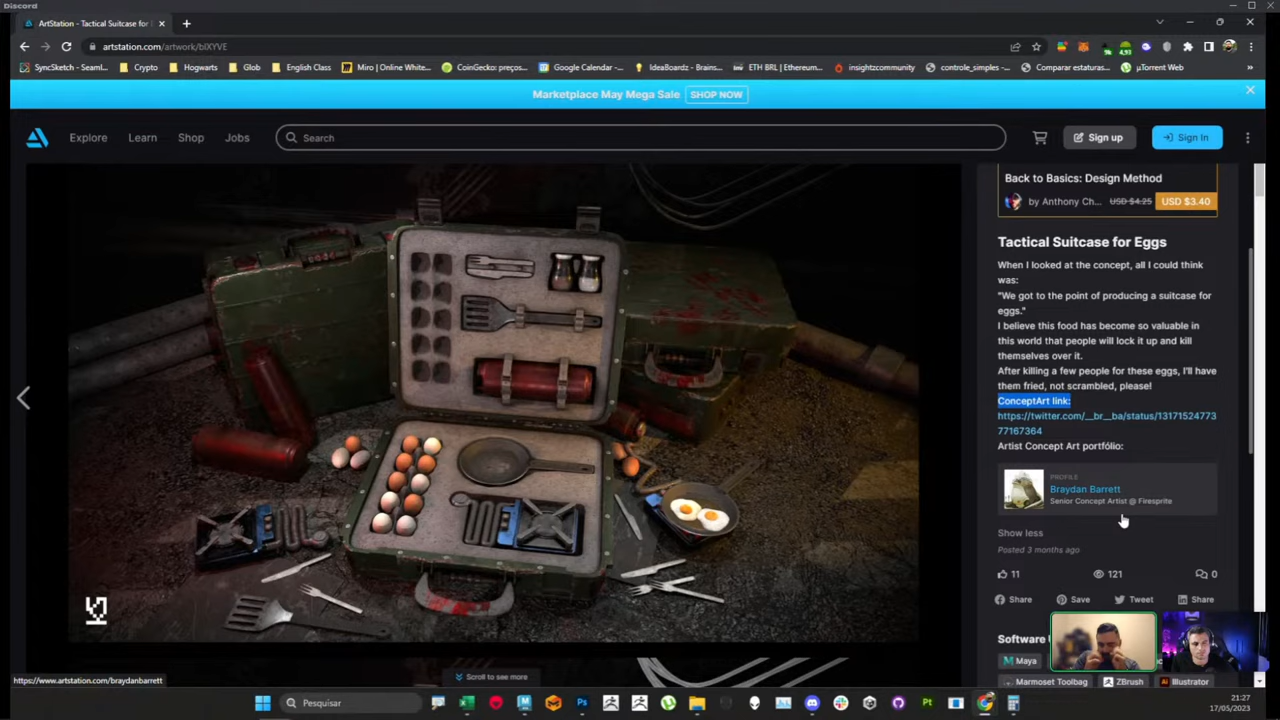 Discord
ArtStation - Tactical Suitcase for
artstation.com/artwork/blXYVE
SyncSketch - Seaml...
Crypto
Hogwarts
Glob
English Class
Miro | Online White...
CoinGecko: preços...
Google Calendar -...
IdeaBoardz - Brains...
ETH BRL | Ethereum...
insightzcommunity
controle_simples -...
Comparar estaturas...
µTorrent Web
Marketplace May Mega Sale
SHOP NOW
Explore
Learn
Shop
Jobs
Search
Sign up
Sign In
Back to Basics: Design Method
by Anthony Ch...
USD $4.25
USD $3.40
Tactical Suitcase for Eggs
When I looked at the concept, all I could think
was:
"We got to the point of producing a suitcase for
eggs."
I believe this food has become so valuable in
this world that people will lock it up and kill
themselves over it.
After killing a few people for these eggs, I'll have
them fried, not scrambled, please!
ConceptArt link:
https://twitter.com/__br__ba/status/13171524773
77167364
Artist Concept Art portfólio:
PROFILE
Braydan Barrett
Senior Concept Artist @ Firesprite
Show less
Posted 3 months ago
11
121
0
Share
Save
Tweet
Share
Software
Maya
Marmoset Toolbag
ZBrush
Illustrator
Scroll to see more
https://www.artstation.com/braydanbarrett
Pesquisar
21:27
17/05/2023